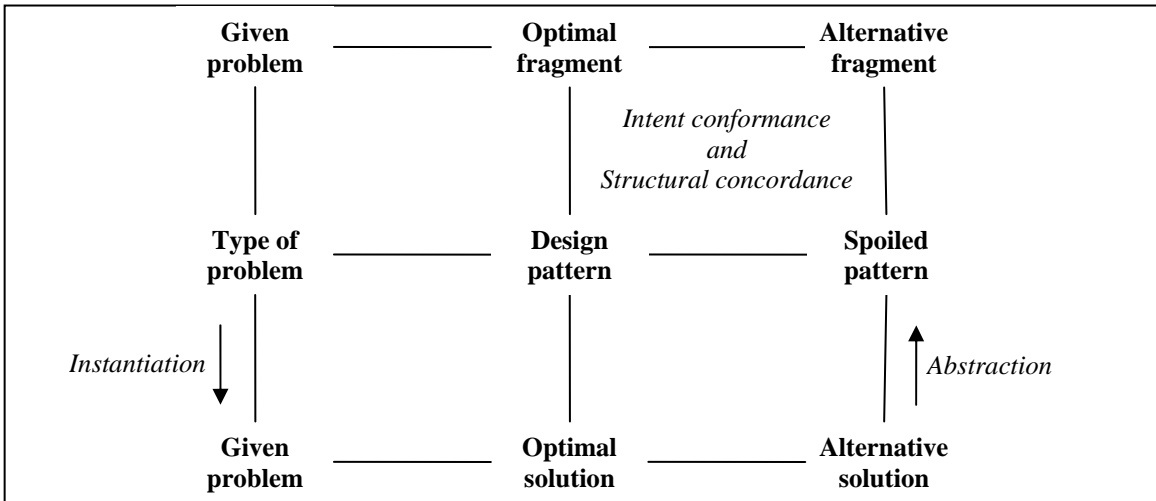 Given
problem
Optimal
fragment
Alternative
fragment
Intent conformance
and
Structural concordance
Type of
problem
Design
pattern
Spoiled
pattern
Instantiation
Abstraction
Given
problem
Optimal
solution
Alternative
solution